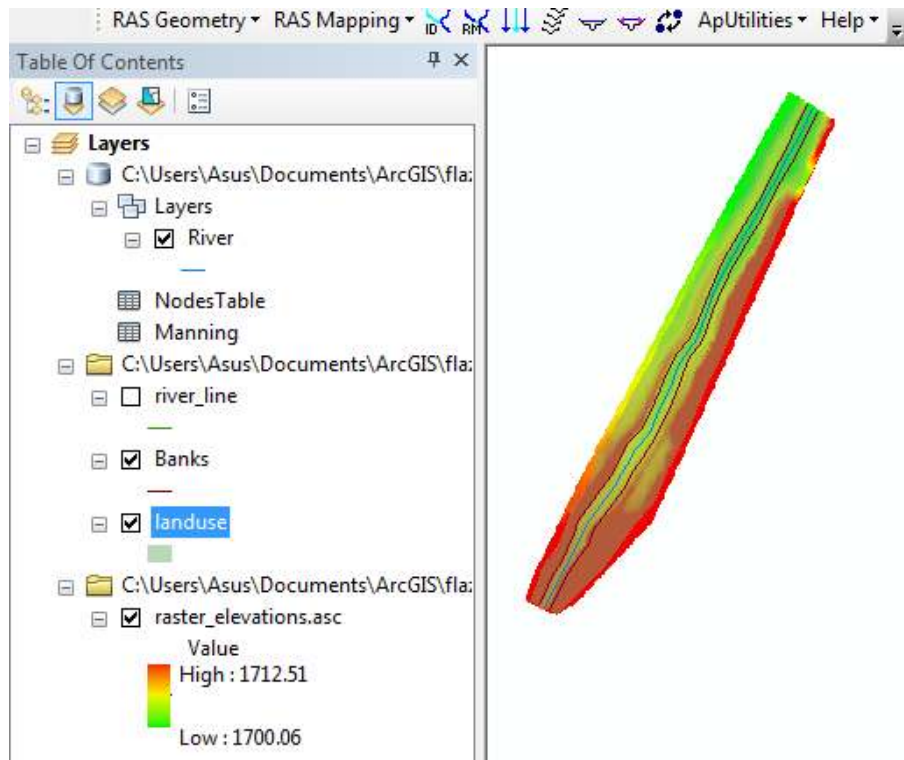 RAS Geometry RAS Mapping ID RM ApUtilities Help
Table Of Contents
Layers
C:\Users\Asus\Documents\ArcGIS\fla
Layers
River
NodesTable
Manning
C:\Users\Asus\Documents\ArcGIS\fla
river_line
Banks
landuse
C:\Users\Asus\Documents\ArcGIS\fla
raster_elevations.asc
Value
High : 1712.51
Low : 1700.06